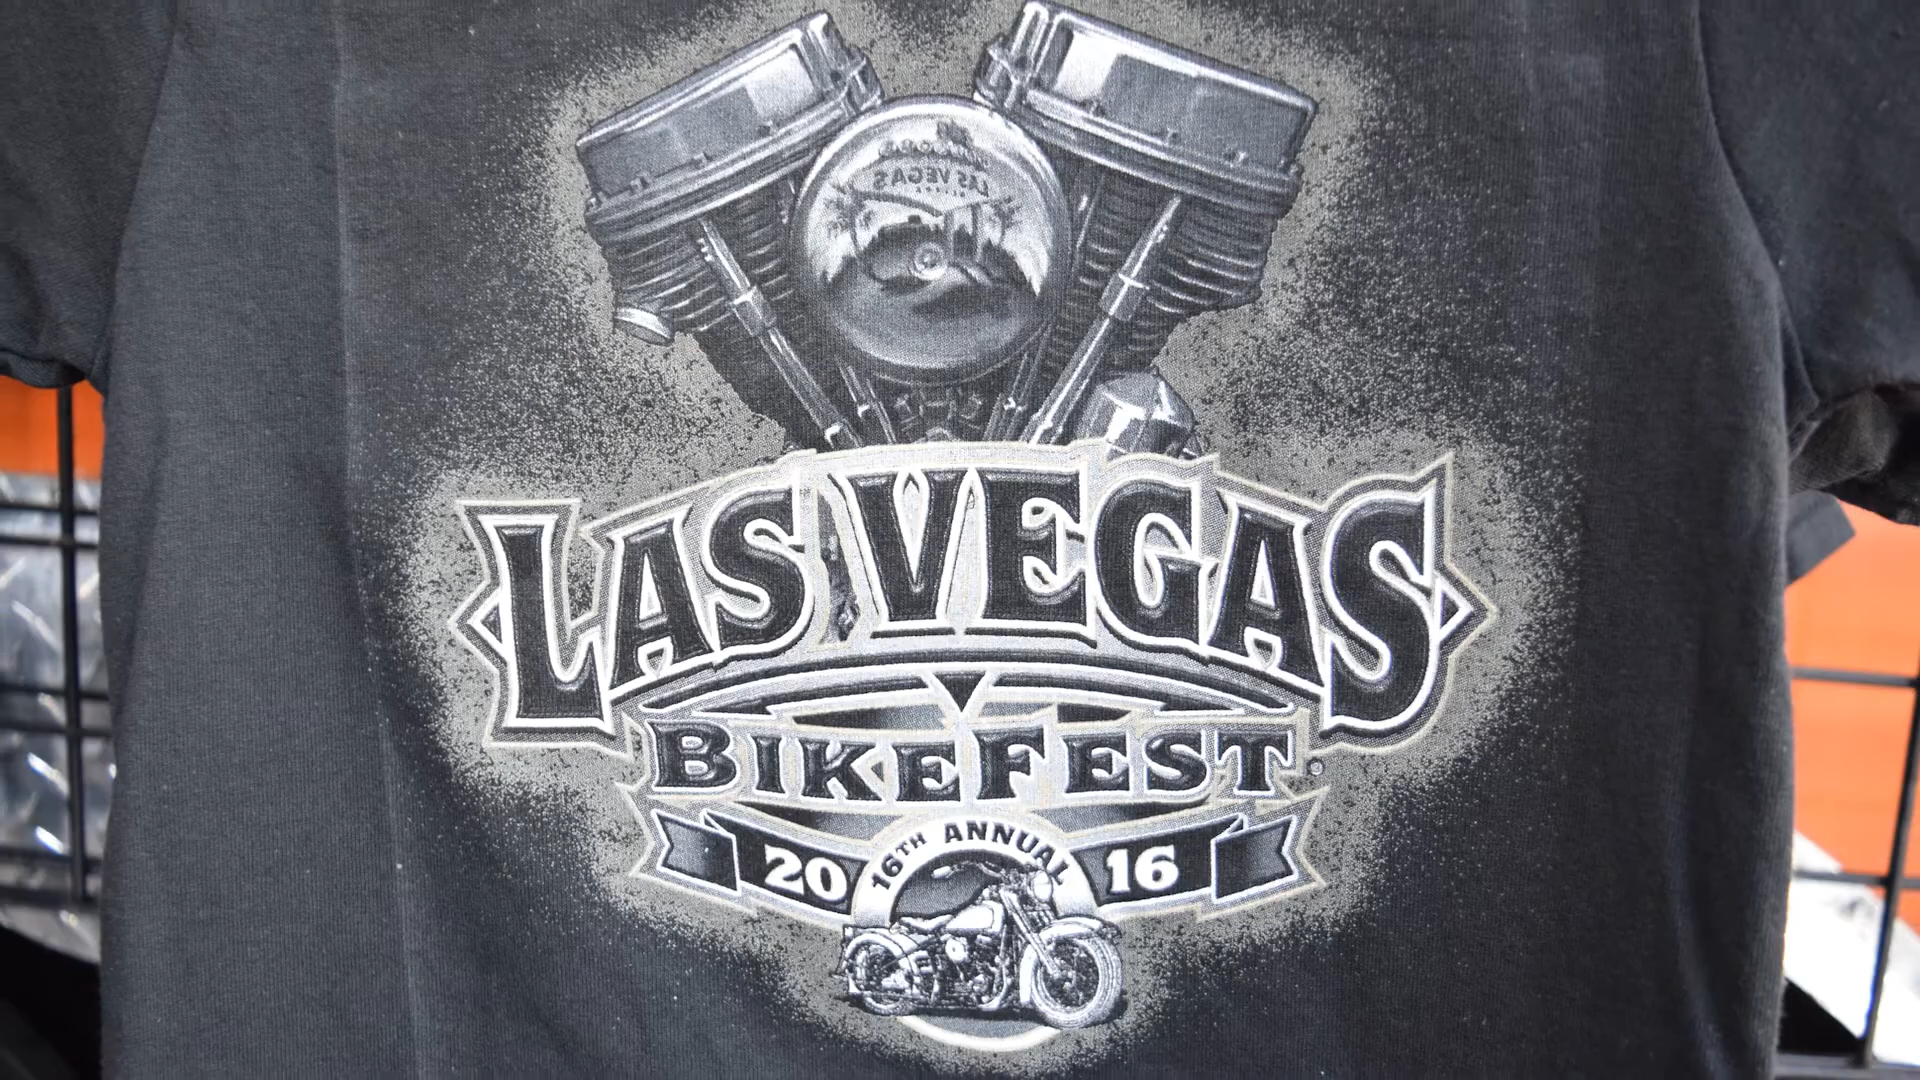 LAS VEGAS
LAS VEGAS
BIKEFEST
16TH ANNUAL
20 16